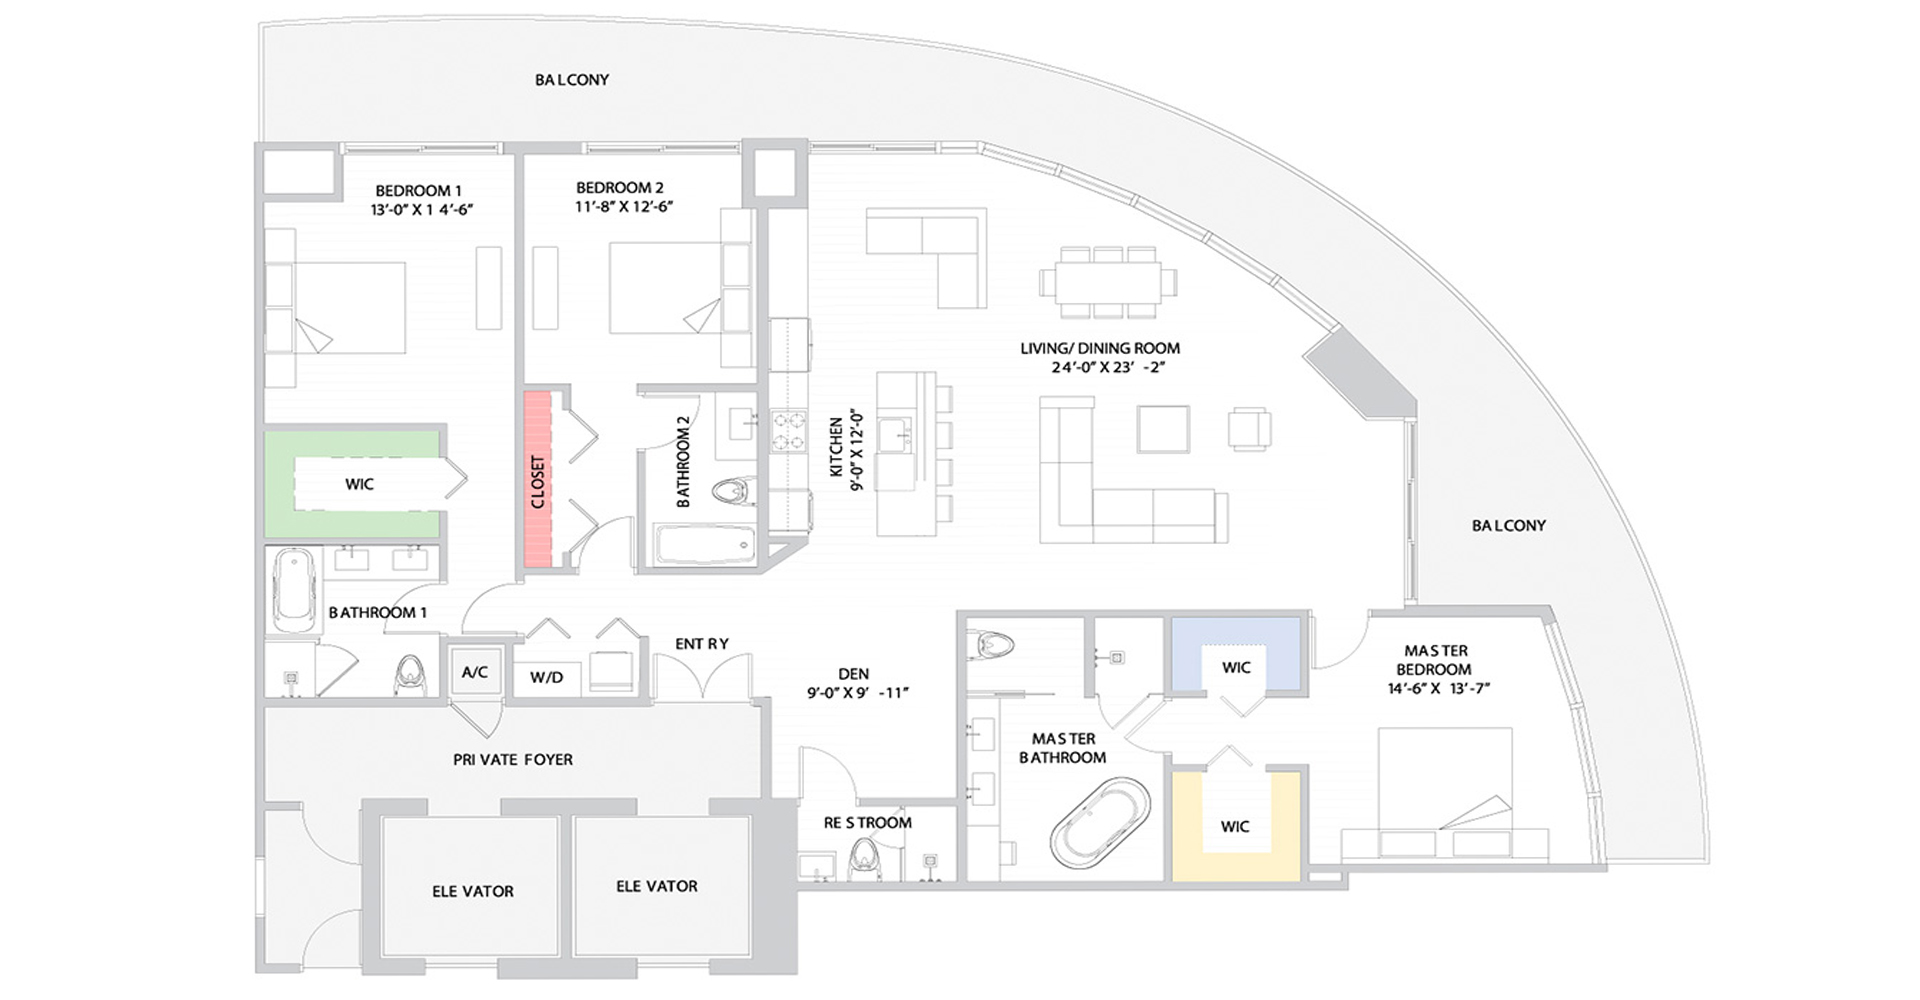 BALCONY
BEDROOM 1
13'-0" X 1 4'-6"
BEDROOM 2
11'-8" X 12'-6"
LIVING/ DINING ROOM
24'-0" X 23' -2"
KITCHEN
9'-0" X 12'-0"
BATHROOM 2
CLOSET
WIC
BALCONY
BATHROOM 1
ENTRY
A/C
W/D
DEN
9'-0" X 9' -11"
WIC
MASTER
BEDROOM
14'-6" X 13'-7"
MASTER
BATHROOM
PRIVATE FOYER
RESTROOM
WIC
ELEVATOR
ELEVATOR